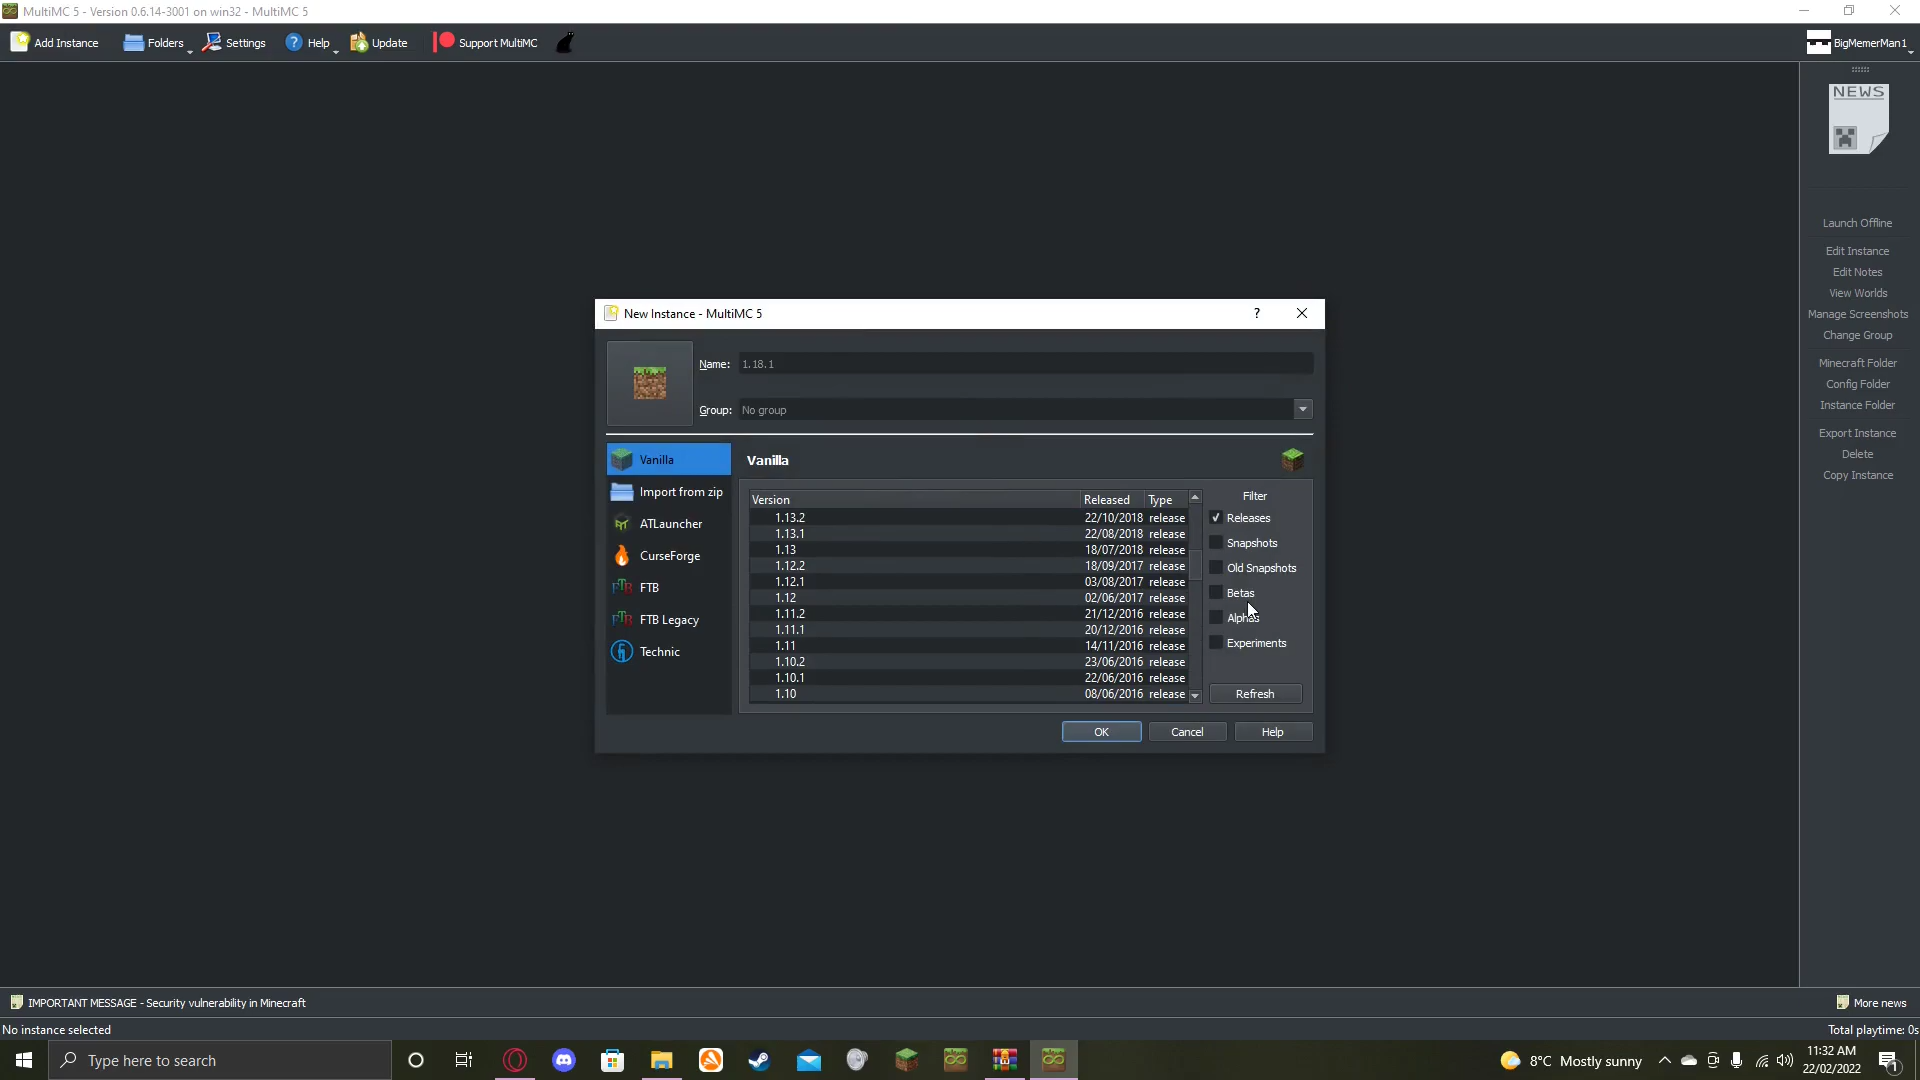 MultiMC 5 - Version 0.6.14-3001 on win32 - MultiMC 5
Add Instance Folders Settings Help Update Support MultiMC BigMemerMan1
NEWS
Launch Offline
Edit Instance
Edit Notes
View Worlds
Manage Screenshots
Change Group
Minecraft Folder
Config Folder
Instance Folder
Export Instance
Delete
Copy Instance
New Instance - MultiMC 5 ?
Name: 1.18.1
Group: No group
Vanilla
Import from zip
ATLauncher
CurseForge
FTB
FTB Legacy
Technic
Vanilla
Version Released Type
1.13.2 22/10/2018 release
1.13.1 22/08/2018 release
1.13 18/07/2018 release
1.12.2 18/09/2017 release
1.12.1 03/08/2017 release
1.12 02/06/2017 release
1.11.2 21/12/2016 release
1.11.1 20/12/2016 release
1.11 14/11/2016 release
1.10.2 23/06/2016 release
1.10.1 22/06/2016 release
1.10 08/06/2016 release
Filter
Releases
Snapshots
Old Snapshots
Betas
Alphas
Experiments
Refresh
OK Cancel Help
IMPORTANT MESSAGE - Security vulnerability in Minecraft More news
No instance selected Total playtime: 0s
Type here to search 8°C Mostly sunny 11:32 AM
22/02/2022 1